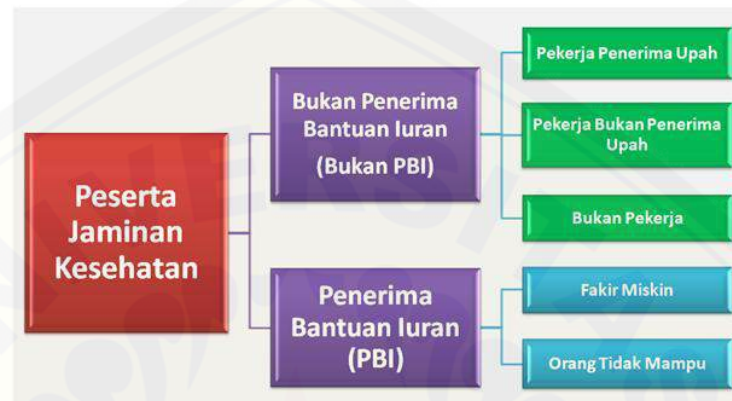 Peserta
Jaminan
Kesehatan
Bukan Penerima
Bantuan Iuran
(Bukan PBI)
Pekerja Penerima Upah
Pekerja Bukan Penerima
Upah
Bukan Pekerja
Penerima
Bantuan Iuran
(PBI)
Fakir Miskin
Orang Tidak Mampu